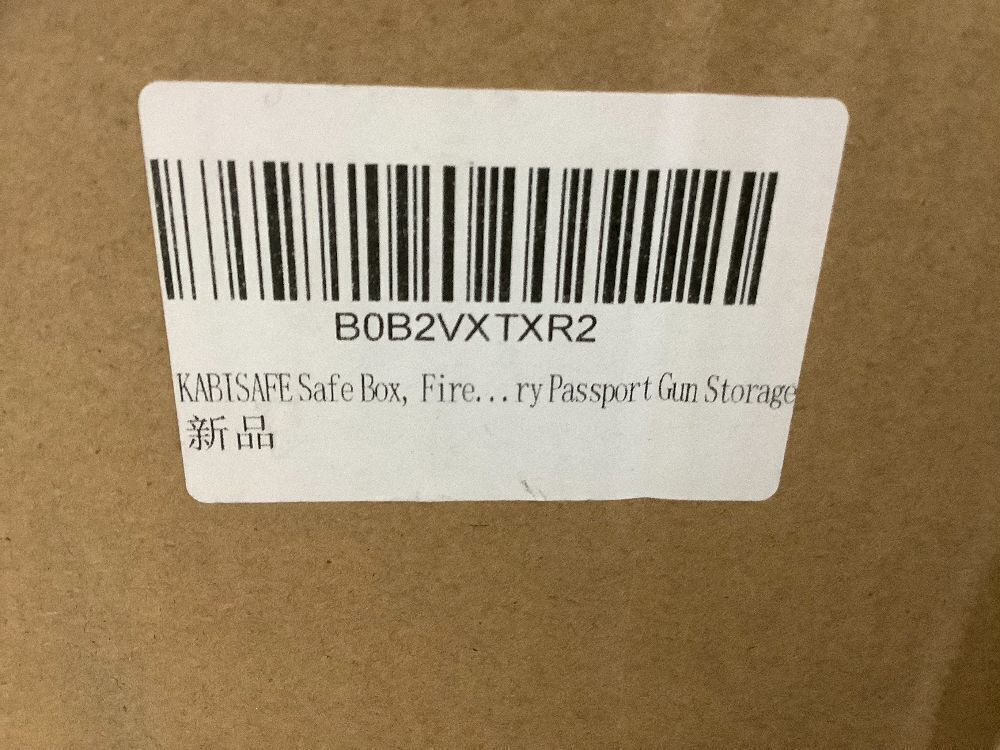 B0B2VXTXR2
KABISAFE Safe Box, Fire...ry Passport Gun Storage
新品